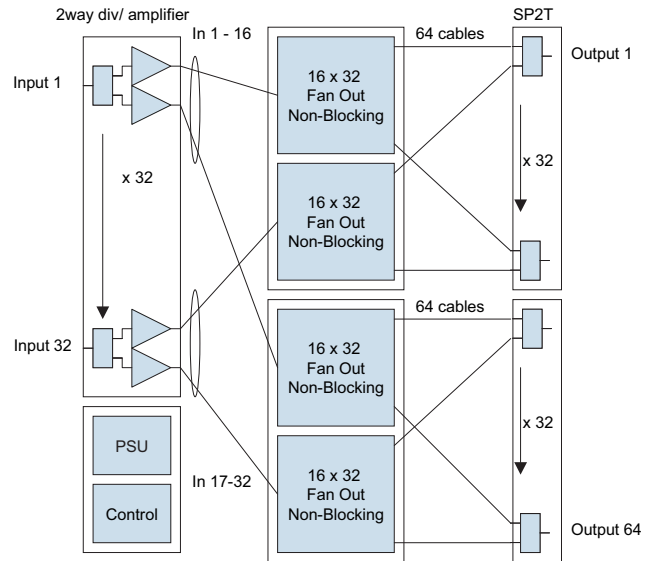 2way div/ amplifier
In 1 - 16
64 cables
SP2T
Input 1
16 x 32
Fan Out
Non-Blocking
Output 1
x 32
16 x 32
Fan Out
Non-Blocking
x 32
64 cables
Input 32
16 x 32
Fan Out
Non-Blocking
x 32
PSU
In 17-32
16 x 32
Fan Out
Non-Blocking
Control
Output 64